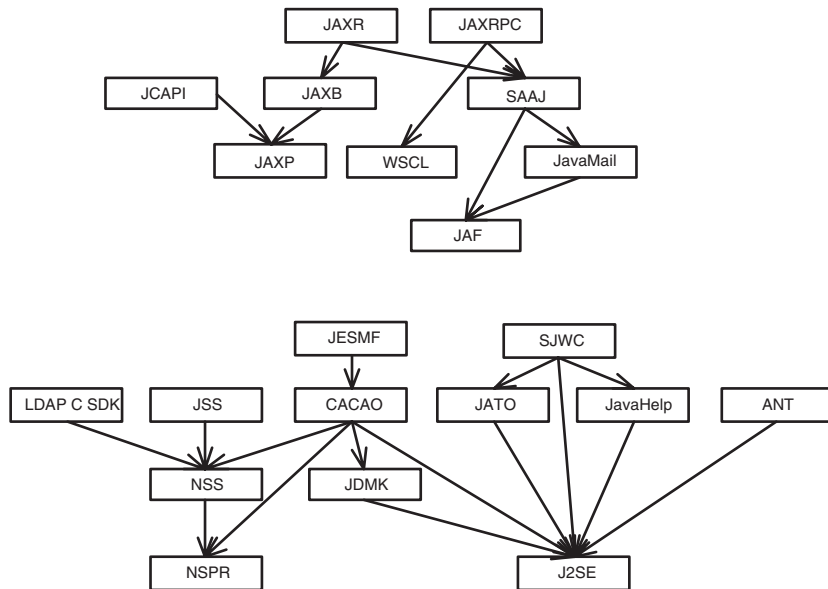 JAXR
JAXRPC
JCAPI
JAXB
SAAJ
JAXP
WSCL
JavaMail
JAF
JESMF
SJWC
LDAP C SDK
JSS
CACAO
JATO
JavaHelp
ANT
NSS
JDMK
NSPR
J2SE